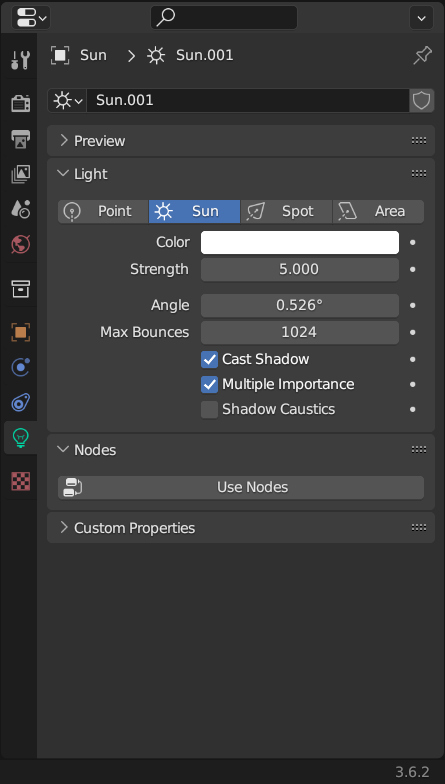 Sun Sun.001
Sun.001
Preview
Light
Point Sun Spot Area
Color
Strength 5.000
Angle 0.526°
Max Bounces 1024
Cast Shadow
Multiple Importance
Shadow Caustics
Nodes
Use Nodes
Custom Properties
3.6.2